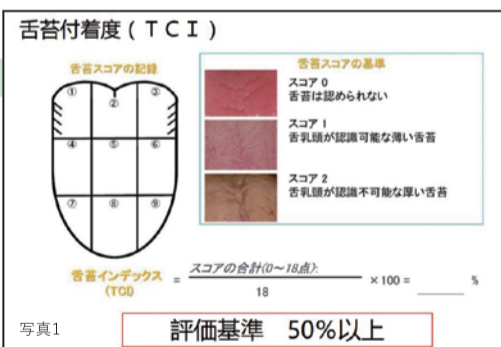 舌苔付着度(TCI)
舌苔スコアの記録
① ② ③
④ ⑤ ⑥
⑦ ⑧ ⑨
舌苔スコアの基準
スコア 0
舌苔は認められない
スコア 1
舌乳頭が認識可能な薄い舌苔
スコア 2
舌乳頭が認識不可能な厚い舌苔
舌苔インデックス
(TCI)
= スコアの合計(0~18点):
18
×100 = ____ %
写真1
評価基準 50%以上